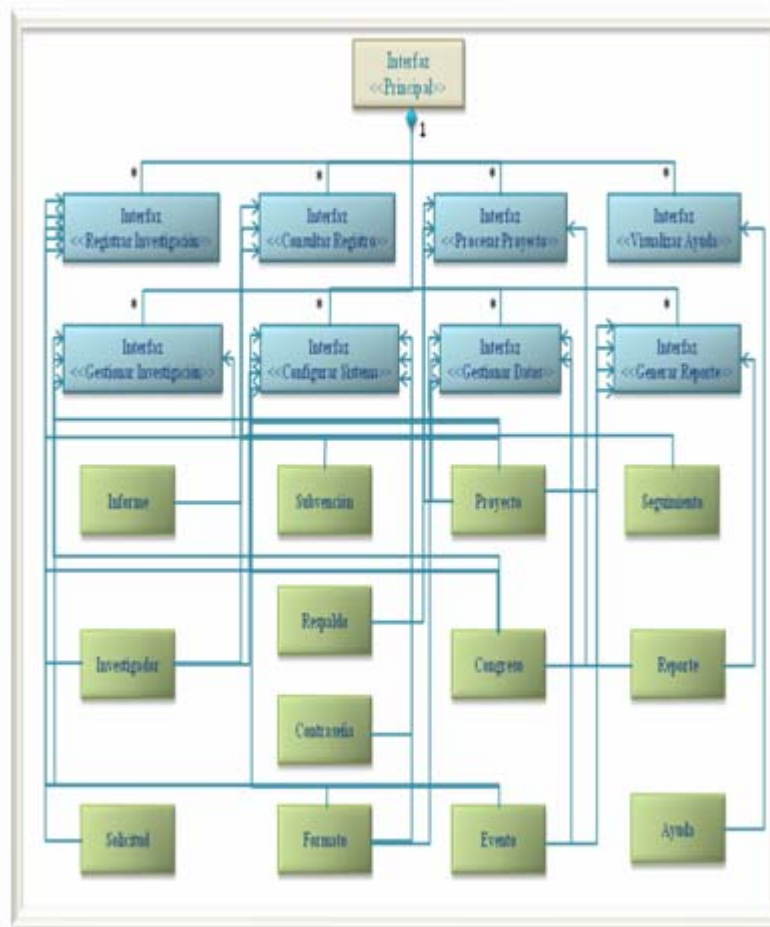 Interfaz
<<Principal>>
1
* * * *
Interfaz
<<Registrar Investigación>>
Interfaz
<<Consultar Registro>>
Interfaz
<<Procesar Proyecto>>
Interfaz
<<Visualizar Ayuda>>
* * * *
Interfaz
<<Gestionar Investigación>>
Interfaz
<<Configurar Sistema>>
Interfaz
<<Gestionar Datos>>
Interfaz
<<Generar Reporte>>
Informe
Subvención
Proyecto
Seguimiento
Investigador
Respaldo
Congreso
Reporte
Contraseña
Solicitud
Formato
Evento
Ayuda